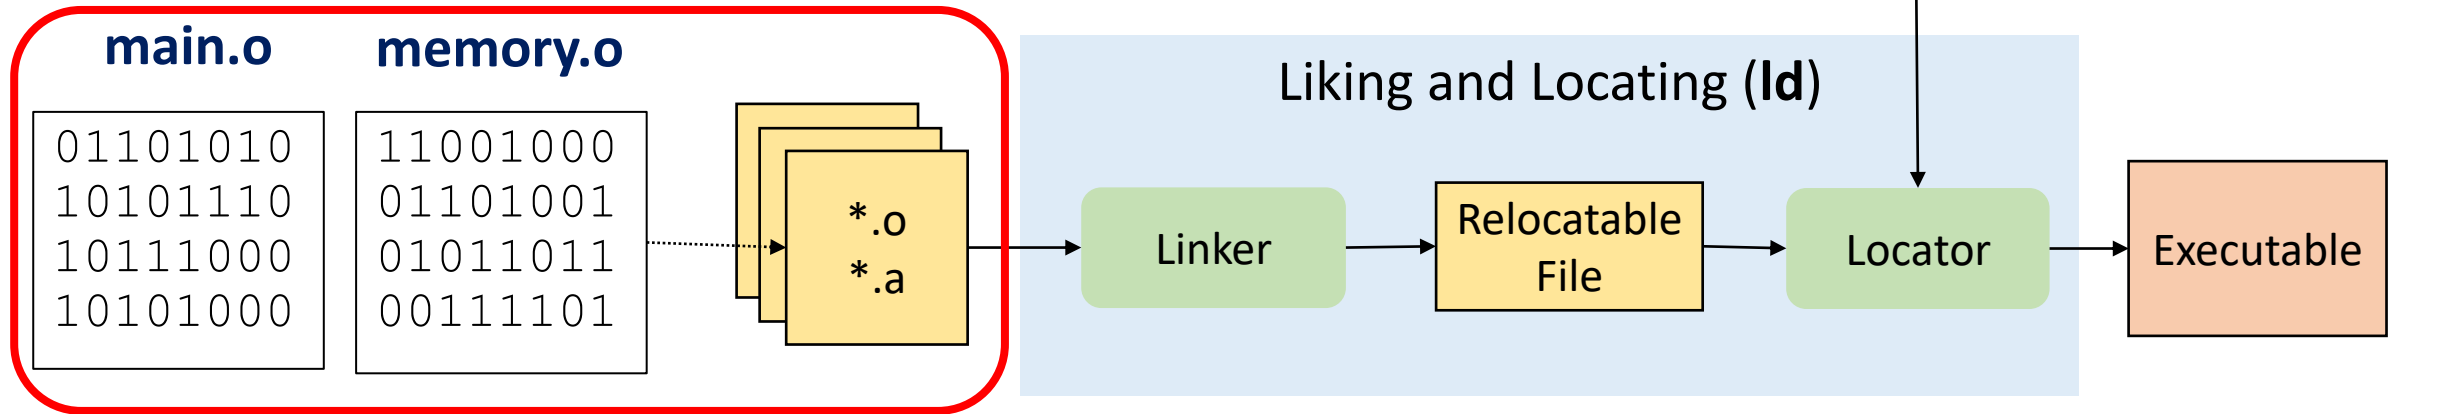 main.o
01101010
10101110
10111000
10101000
memory.o
11001000
01101001
01011011
00111101
*.o
*.a
Liking and Locating (ld)
Linker
Relocatable
File
Locator
Executable